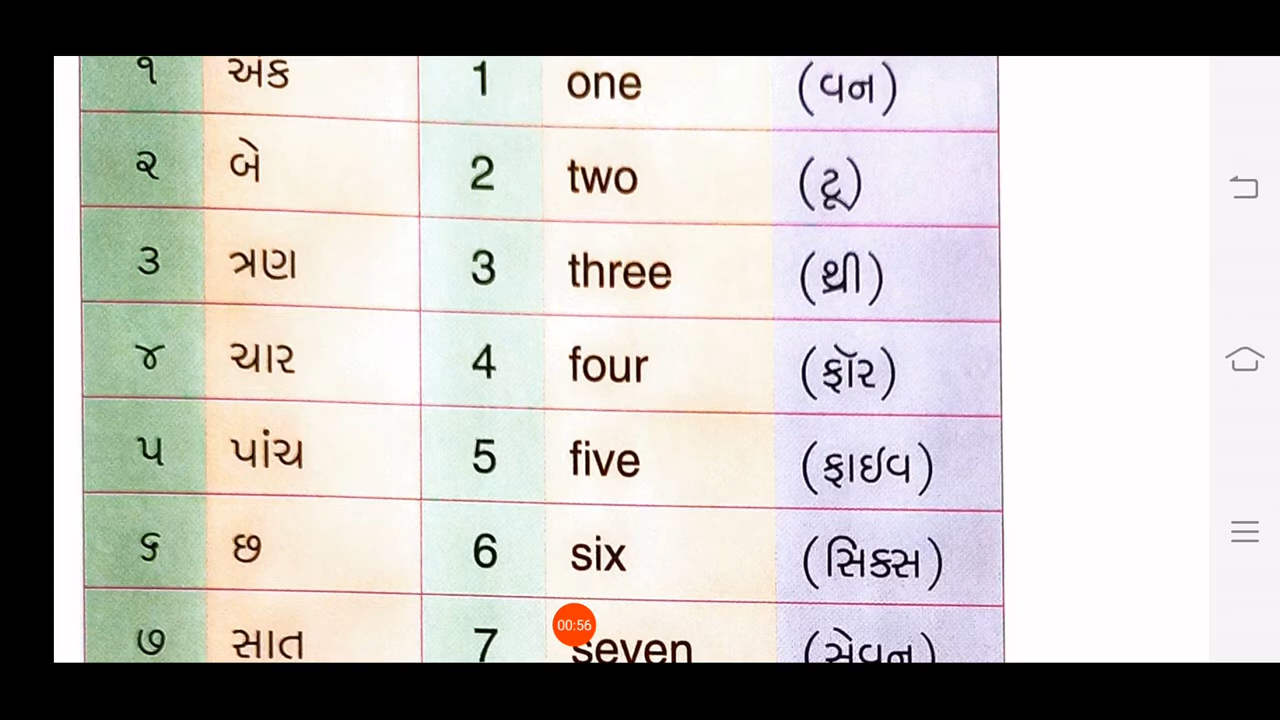 ૧ એક 1 one (વન)
૨ બે 2 two (ટૂ)
૩ ત્રણ 3 three (થ્રી)
૪ ચાર 4 four (ફૉર)
૫ પાંચ 5 five (ફાઇવ)
૬ છ 6 six (સિક્સ)
૭ સાત 7 seven (સેવન)
00:56